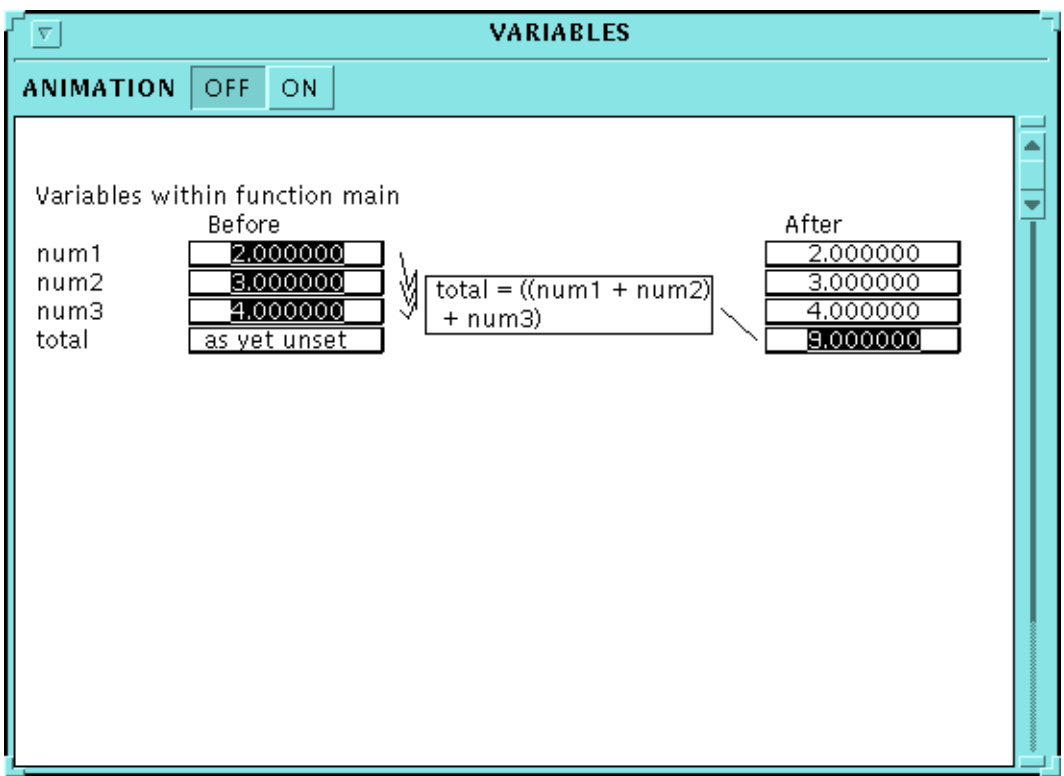 VARIABLES
ANIMATION OFF ON
Variables within function main
Before After
num1 2.000000 2.000000
num2 3.000000 total = ((num1 + num2) 3.000000
num3 4.000000 + num3) 4.000000
total as yet unset 9.000000